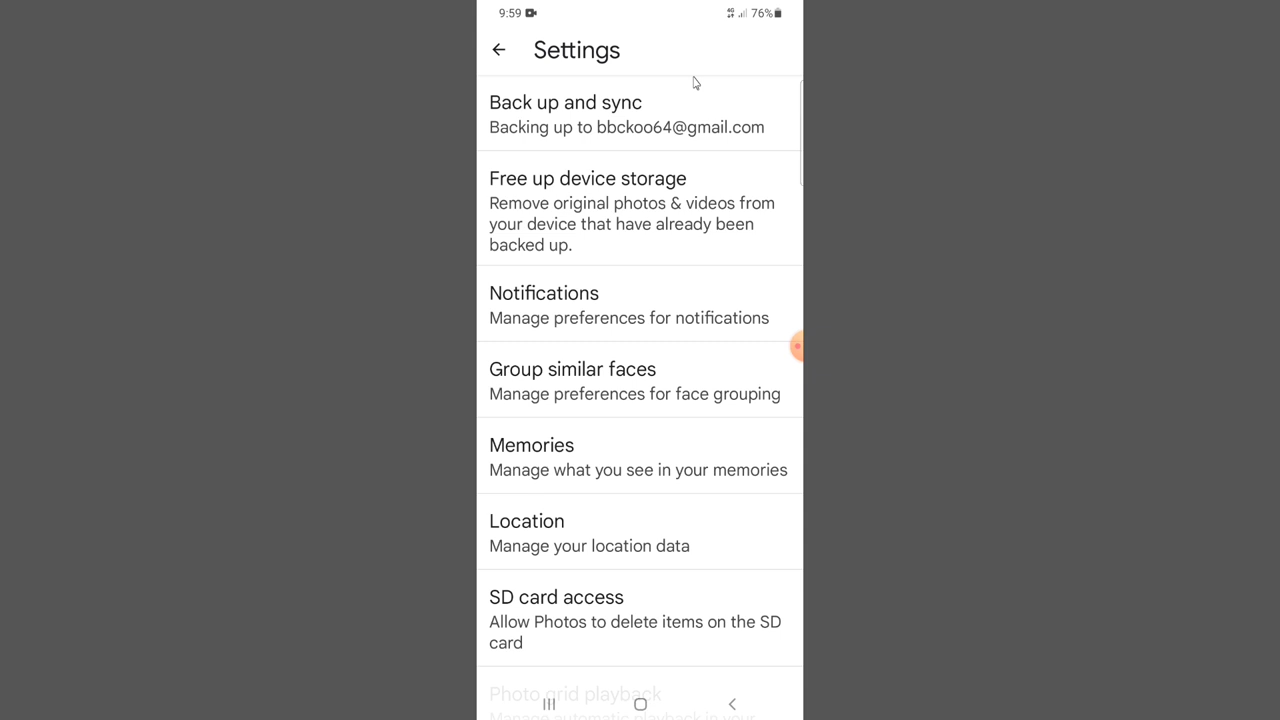 9:59 4G 76%
Settings
Back up and sync
Backing up to bbckoo64@gmail.com
Free up device storage
Remove original photos & videos from
your device that have already been
backed up.
Notifications
Manage preferences for notifications
Group similar faces
Manage preferences for face grouping
Memories
Manage what you see in your memories
Location
Manage your location data
SD card access
Allow Photos to delete items on the SD
card
Photo grid playback
Manage automatic playback in your